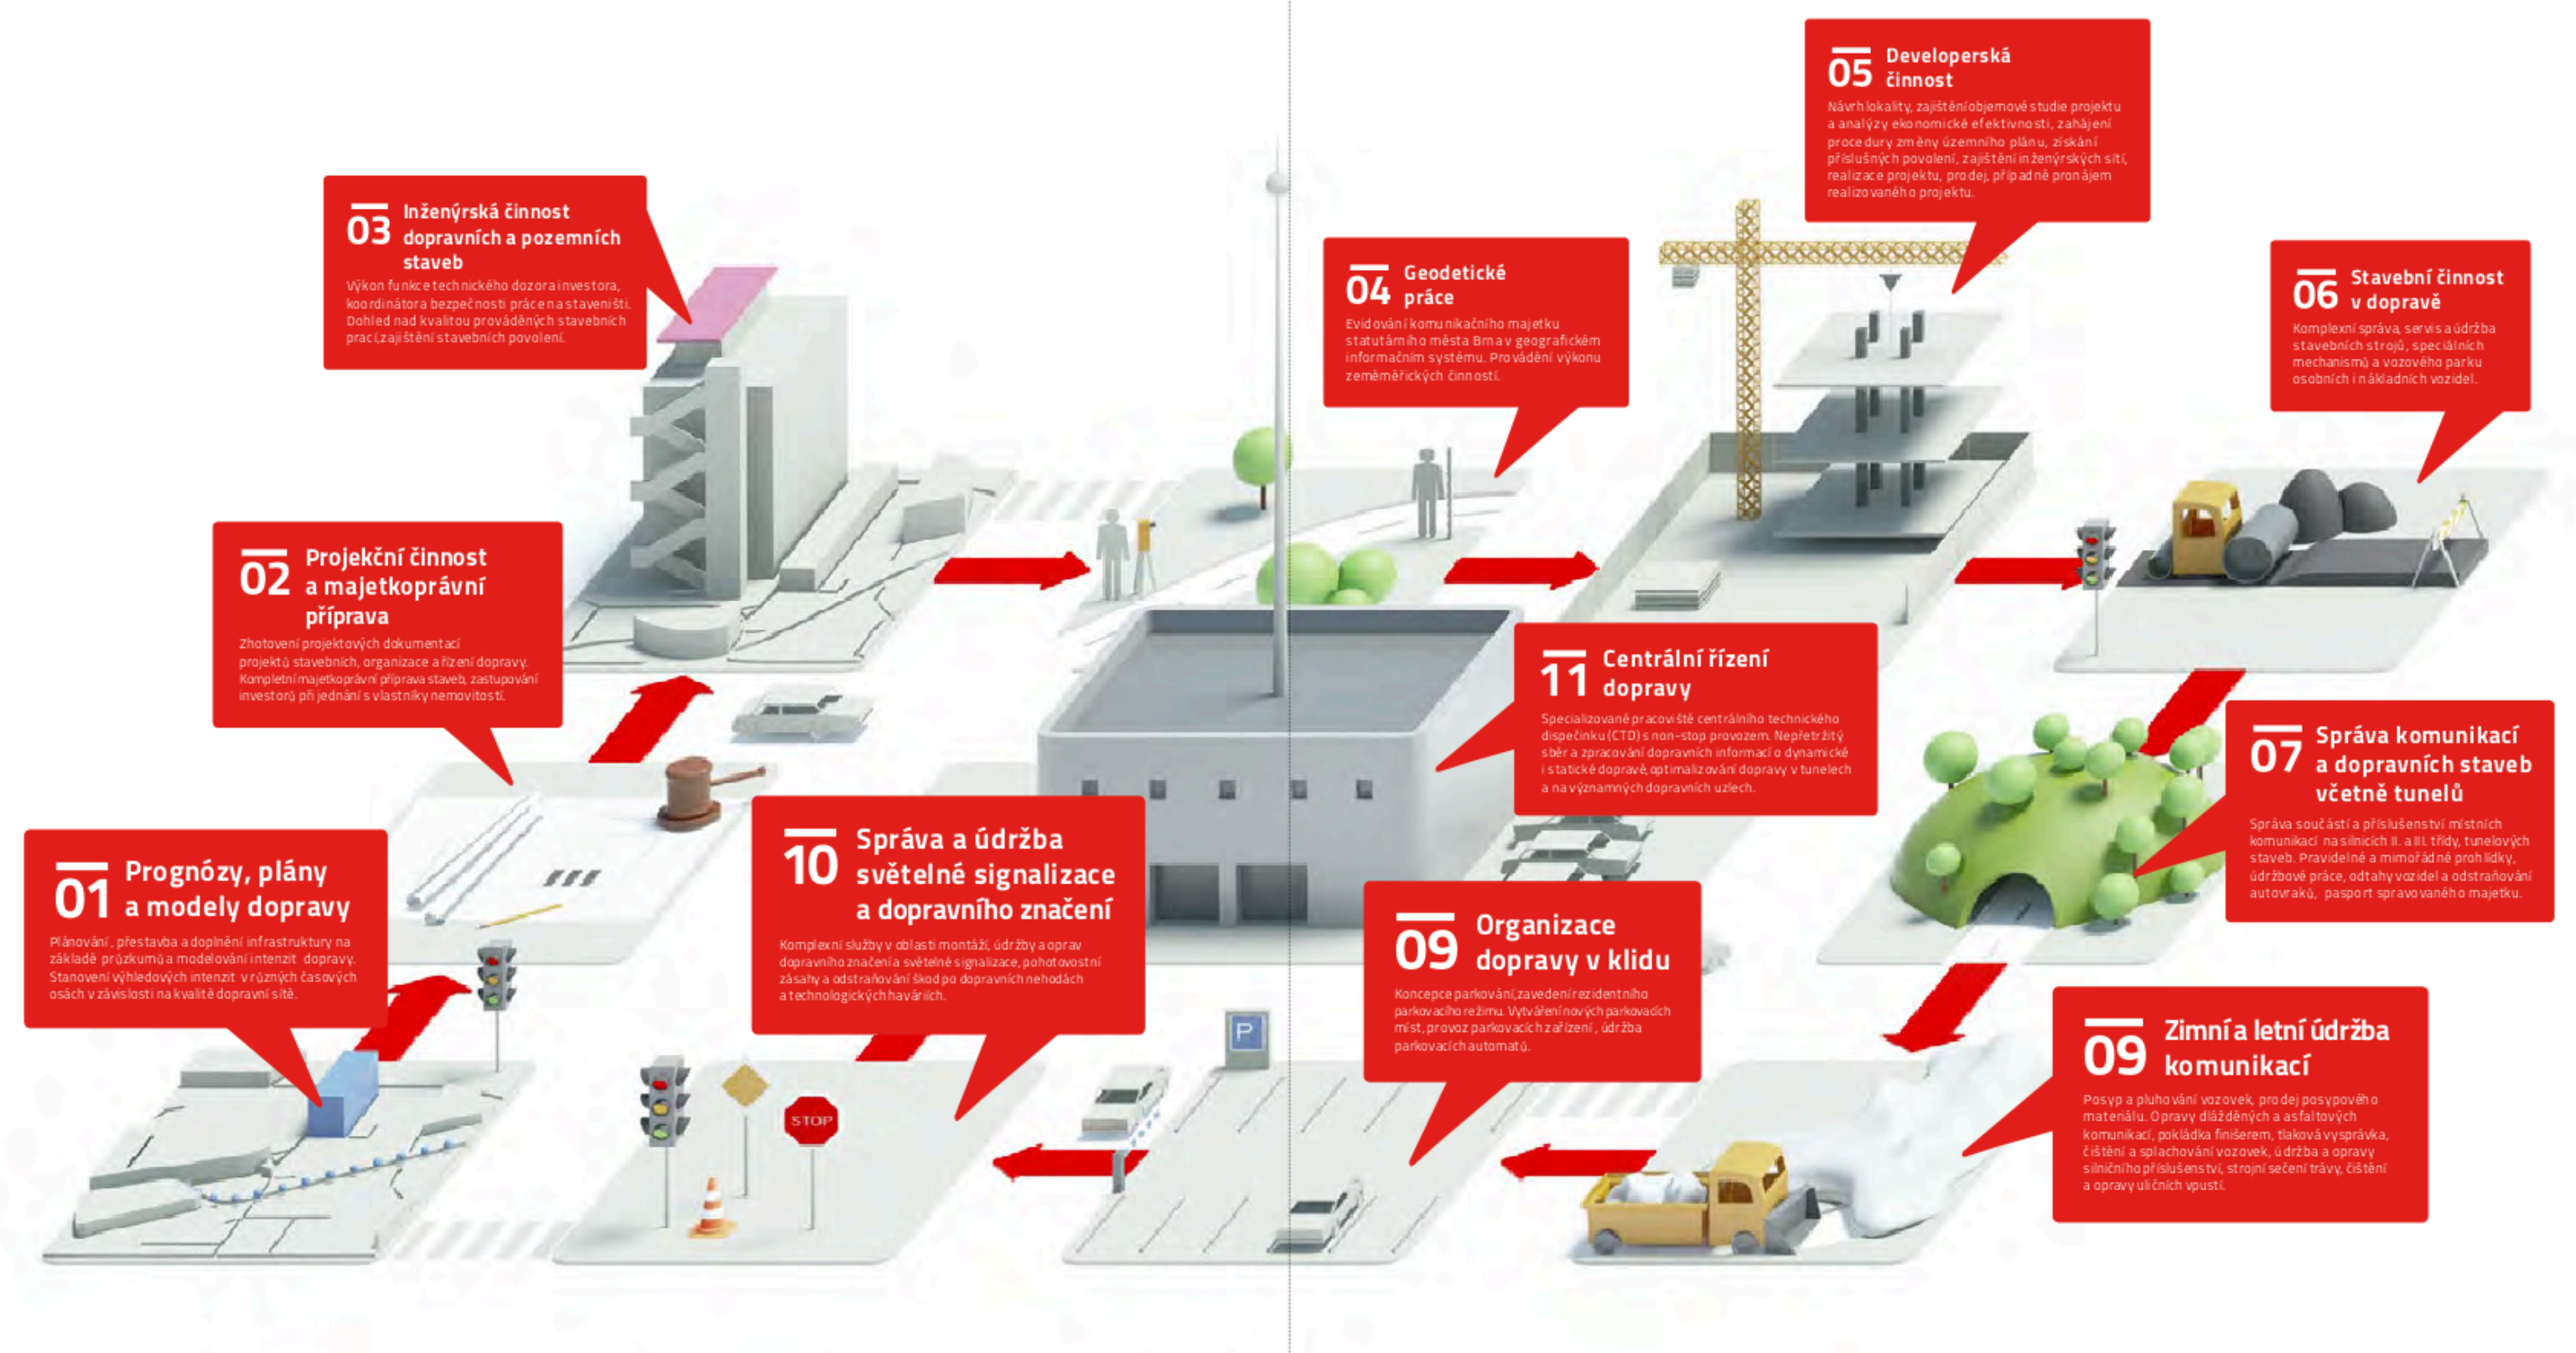 01
Prognózy, plány
a modely dopravy
Plánování, přestavba a doplnění infrastruktury na
základě průzkumů a modelování intenzit dopravy.
Stanovení výhledových intenzit v různých časových
osách v závislosti na kvalitě dopravní sítě.
02
Projekční činnost
a majetkoprávní
příprava
Zhotovení projektových dokumentací
projektů stavebních, organizace a řízení dopravy.
Kompletní majetkoprávní příprava staveb, zastupování
investorů při jednání s vlastníky nemovitostí.
03
Inženýrská činnost
dopravních a pozemních
staveb
Výkon funkce technického dozora investora,
koordinátora bezpečnosti práce na staveništi.
Dohled nad kvalitou prováděných stavebních
prací,zajištění stavebních povolení.
04
Geodetické
práce
Evidování komunikačního majetku
statutárního města Brna v geografickém
informačním systému. Provádění výkonu
zeměměřických činností.
05
Developerská
činnost
Návrh lokality, zajištění objemové studie projektu
a analýzy ekonomické efektivnosti, zahájení
procedury změny územního plánu, získání
příslušných povolení, zajištění inženýrských sítí,
realizace projektu, prodej, případně pronájem
realizovaného projektu.
06
Stavební činnost
v dopravě
Komplexní správa, servis a údržba
stavebních strojů, speciálních
mechanismů a vozového parku
osobních i nákladních vozidel.
07
Správa komunikací
a dopravních staveb
včetně tunelů
Správa součástí a příslušenství místních
komunikací na silnicích II. a III. třídy, tunelových
staveb. Pravidelné a mimořádné prohlídky,
údržbové práce, odtahy vozidel a odstraňování
autovraků, pasport spravovaného majetku.
09
Zimní a letní údržba
komunikací
Posyp a pluhování vozovek, prodej posypového
materiálu. Opravy dlážděných a asfaltových
komunikací, pokládka finišerem, tlaková vysprávka,
čištění a splachování vozovek, údržba a opravy
silničního příslušenství, strojní sečení trávy, čištění
a opravy uličních vpustí.
09
Organizace
dopravy v klidu
Koncepce parkování,zavedení rezidentního
parkovacího režimu. Vytváření nových parkovacích
míst, provoz parkovacích zařízení, údržba
parkovacích automatů.
10
Správa a údržba
světelné signalizace
a dopravního značení
Komplexní služby v oblasti montáží, údržby a oprav
dopravního značení a světelné signalizace, pohotovostní
zásahy a odstraňování škod po dopravních nehodách
a technologických haváriích.
11
Centrální řízení
dopravy
Specializované pracoviště centrálního technického
dispečinku (CTD) s non-stop provozem. Nepřetržitý
sběr a zpracování dopravních informací o dynamické
i statické dopravě,optimalizování dopravy v tunelech
a na významných dopravních uzlech.
P
STOP